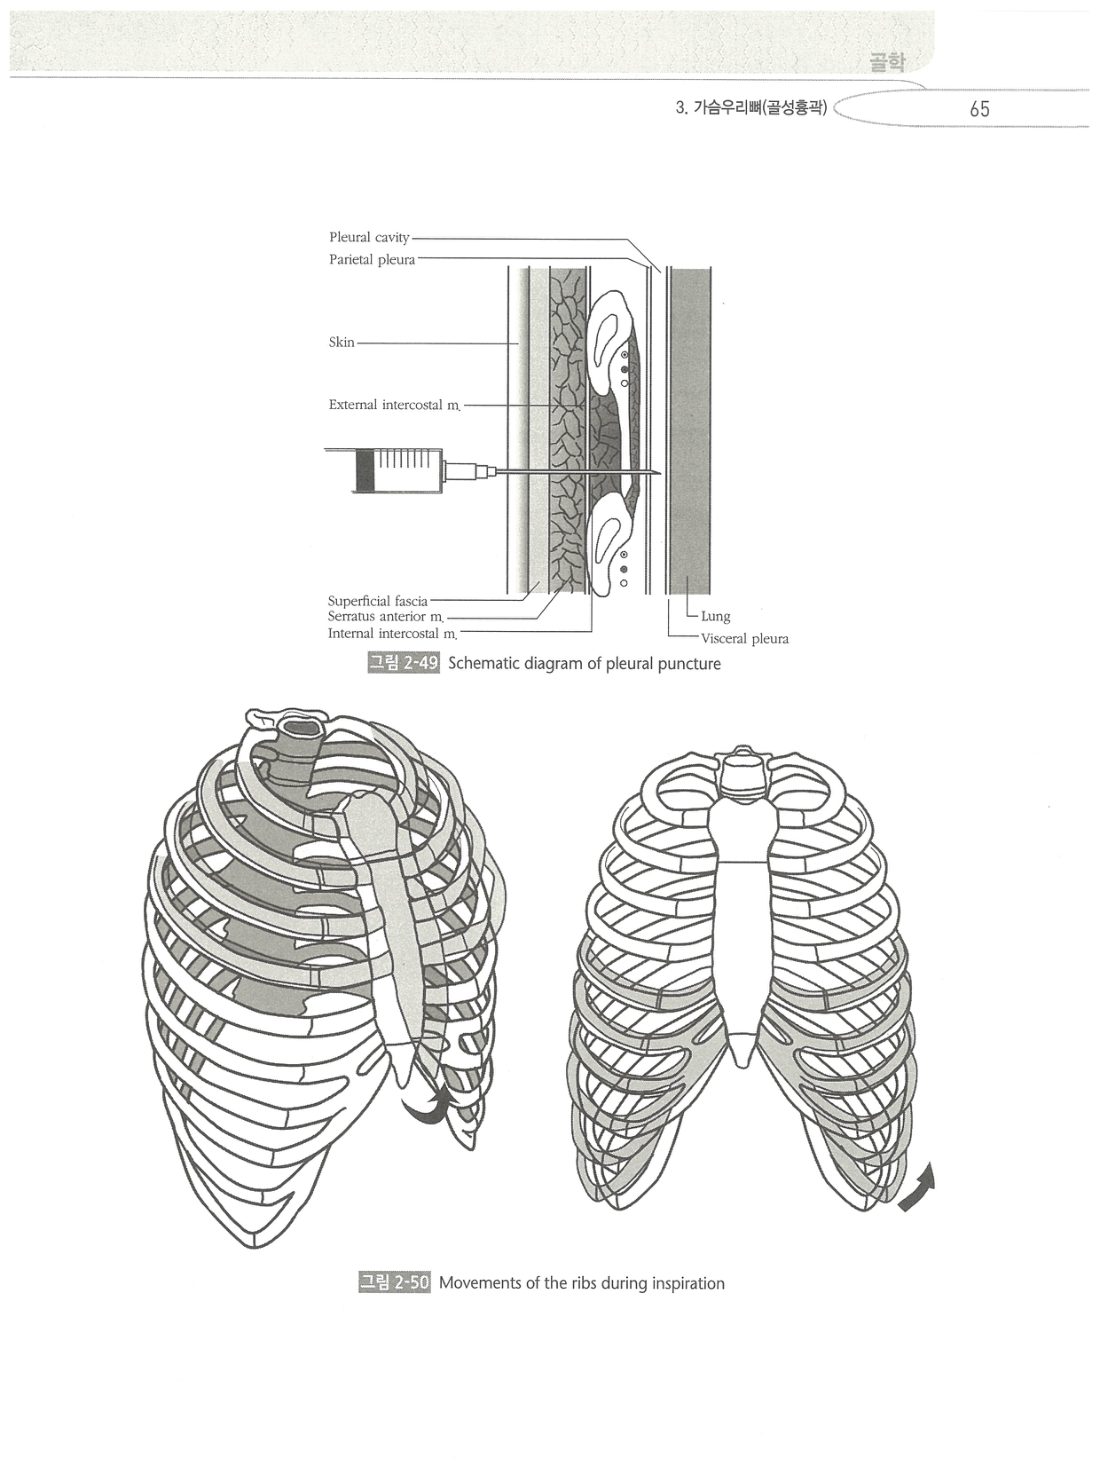 골학
3. 가슴우리뼈(골성흉곽)
65
Pleural cavity
Parietal pleura
Skin
External intercostal m.
Superficial fascia
Serratus anterior m.
Internal intercostal m.
Lung
Visceral pleura
그림 2-49 Schematic diagram of pleural puncture
그림 2-50 Movements of the ribs during inspiration